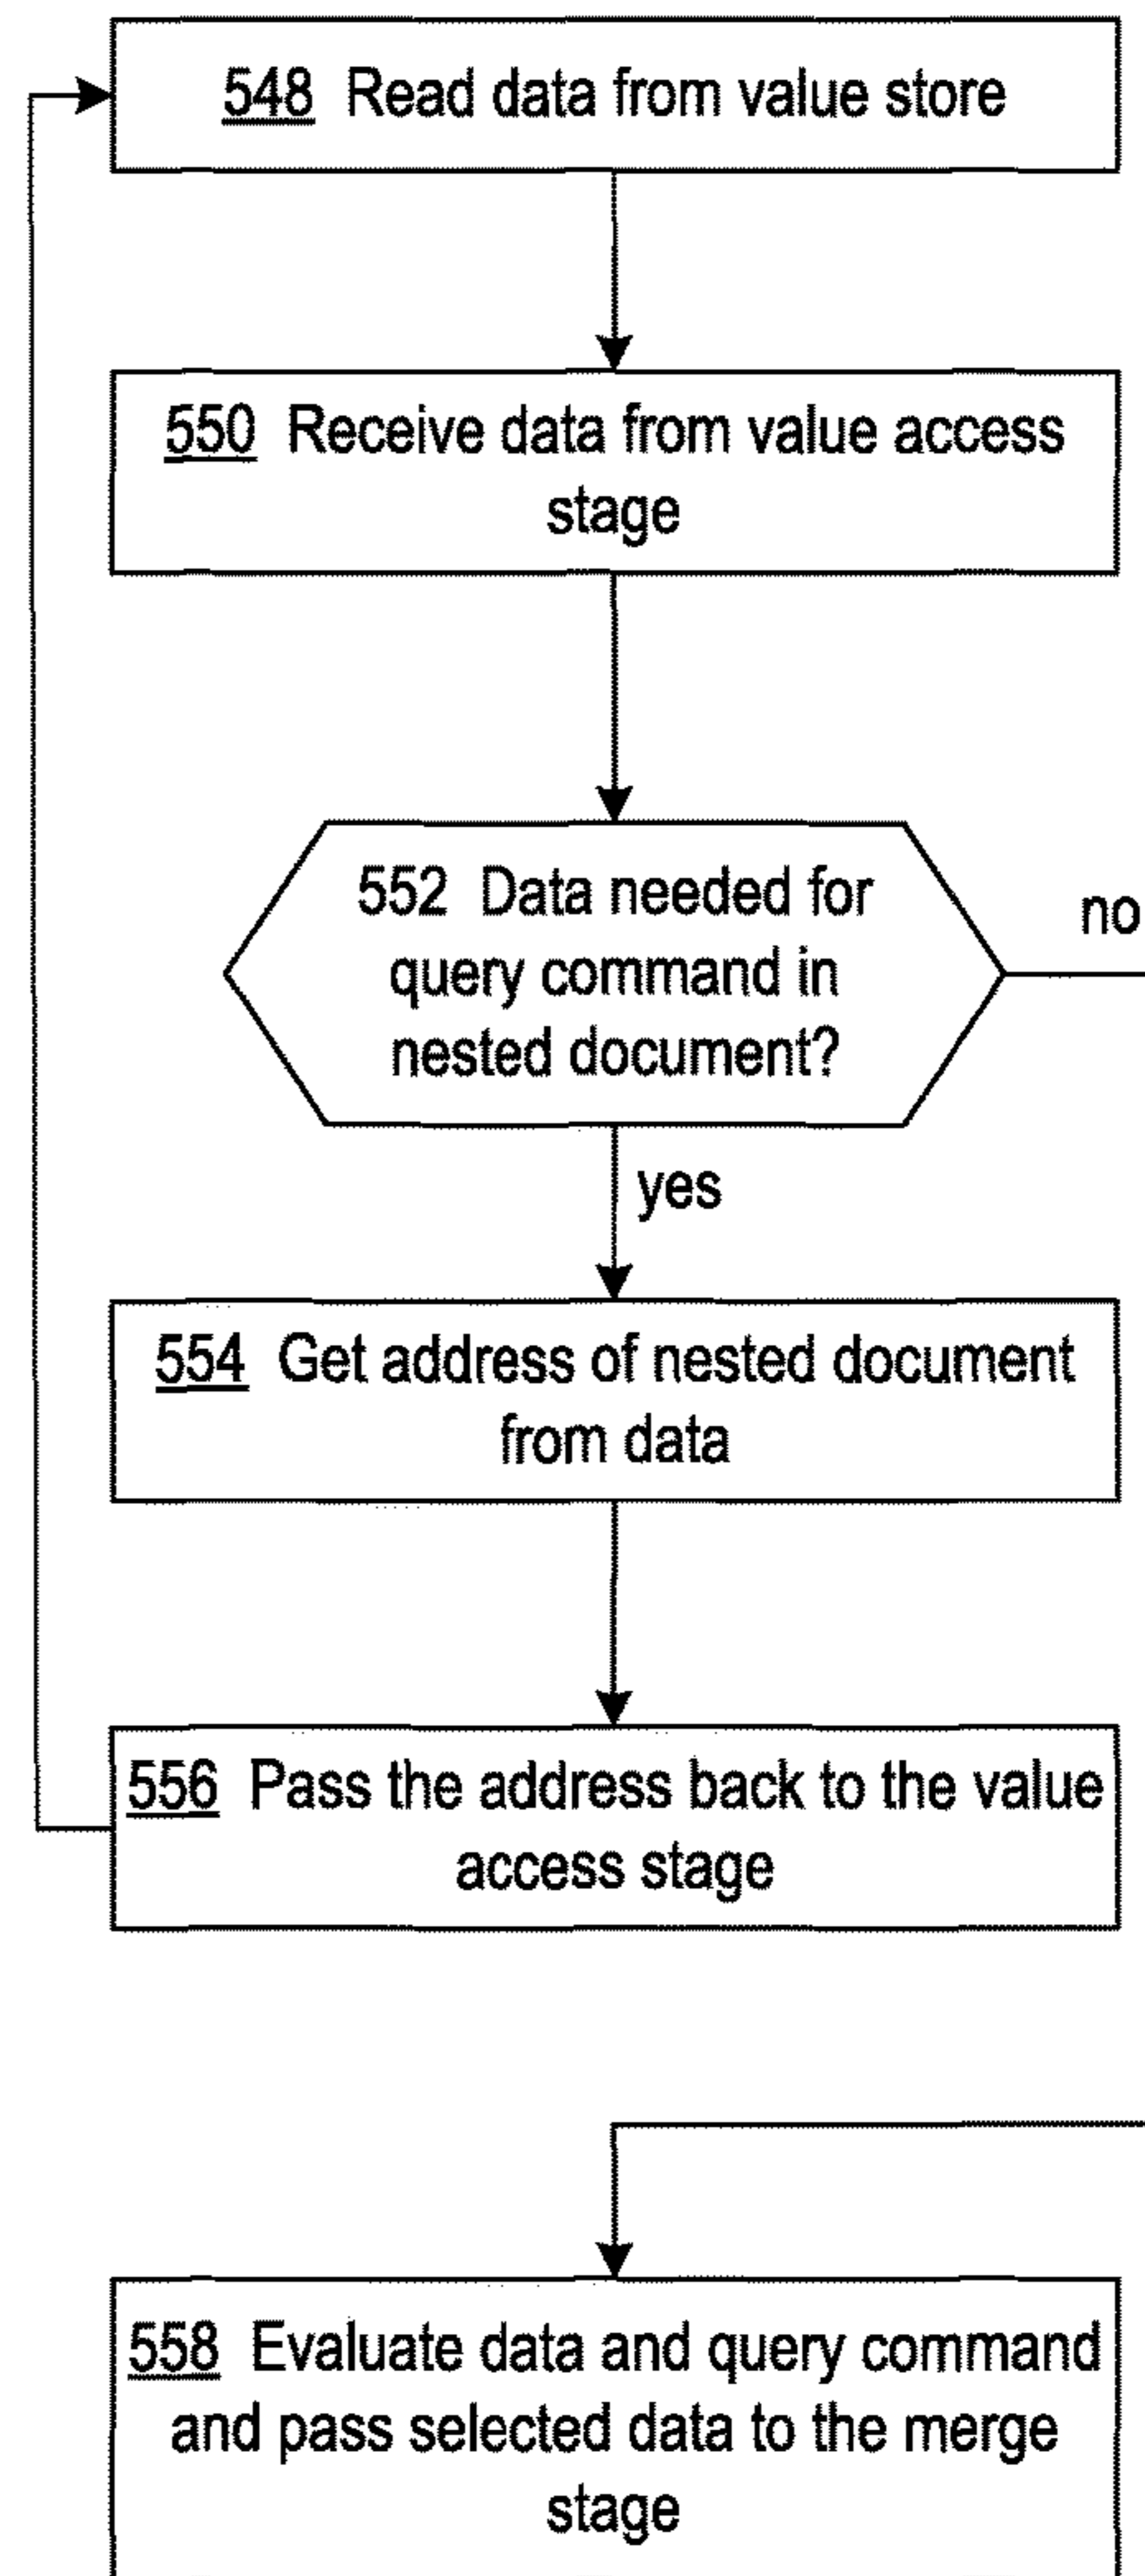 548 Read data from value store
550 Receive data from value access
stage
552 Data needed for
query command in
nested document?
no
yes
554 Get address of nested document
from data
556 Pass the address back to the value
access stage
558 Evaluate data and query command
and pass selected data to the merge
stage